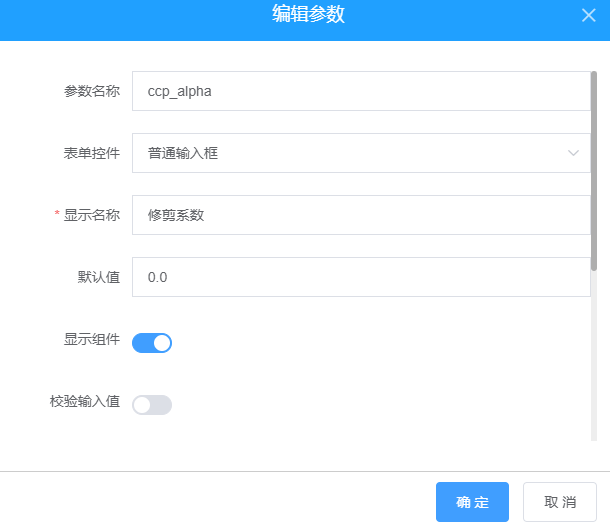 编辑参数
参数名称 ccp_alpha
表单控件 普通输入框
* 显示名称 修剪系数
默认值 0.0
显示组件
校验输入值
确 定 取 消